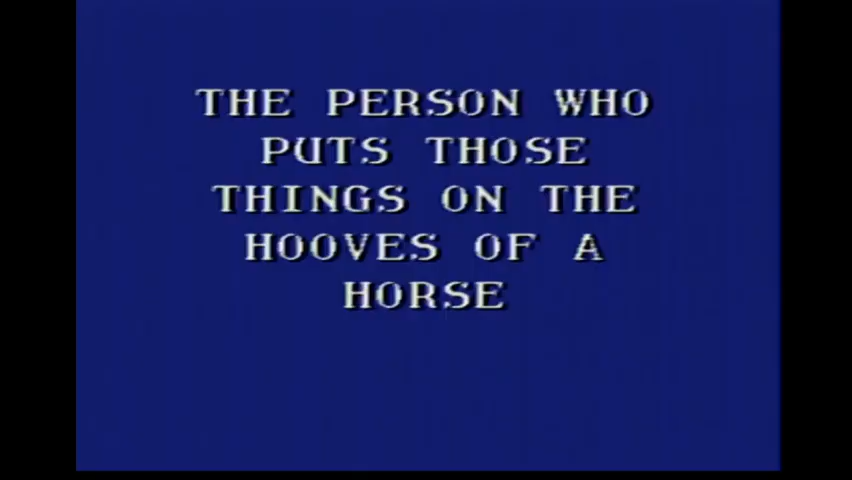 THE PERSON WHO
PUTS THOSE
THINGS ON THE
HOOVES OF A
HORSE